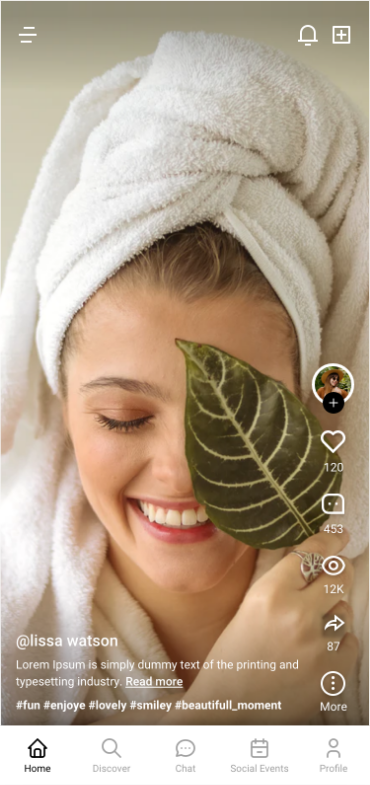 120
453
12K
87
@lissa watson
Lorem Ipsum is simply dummy text of the printing and
typesetting industry. Read more
#fun #enjoye #lovely #smiley #beautifull_moment
More
Home Discover Chat Social Events Profile